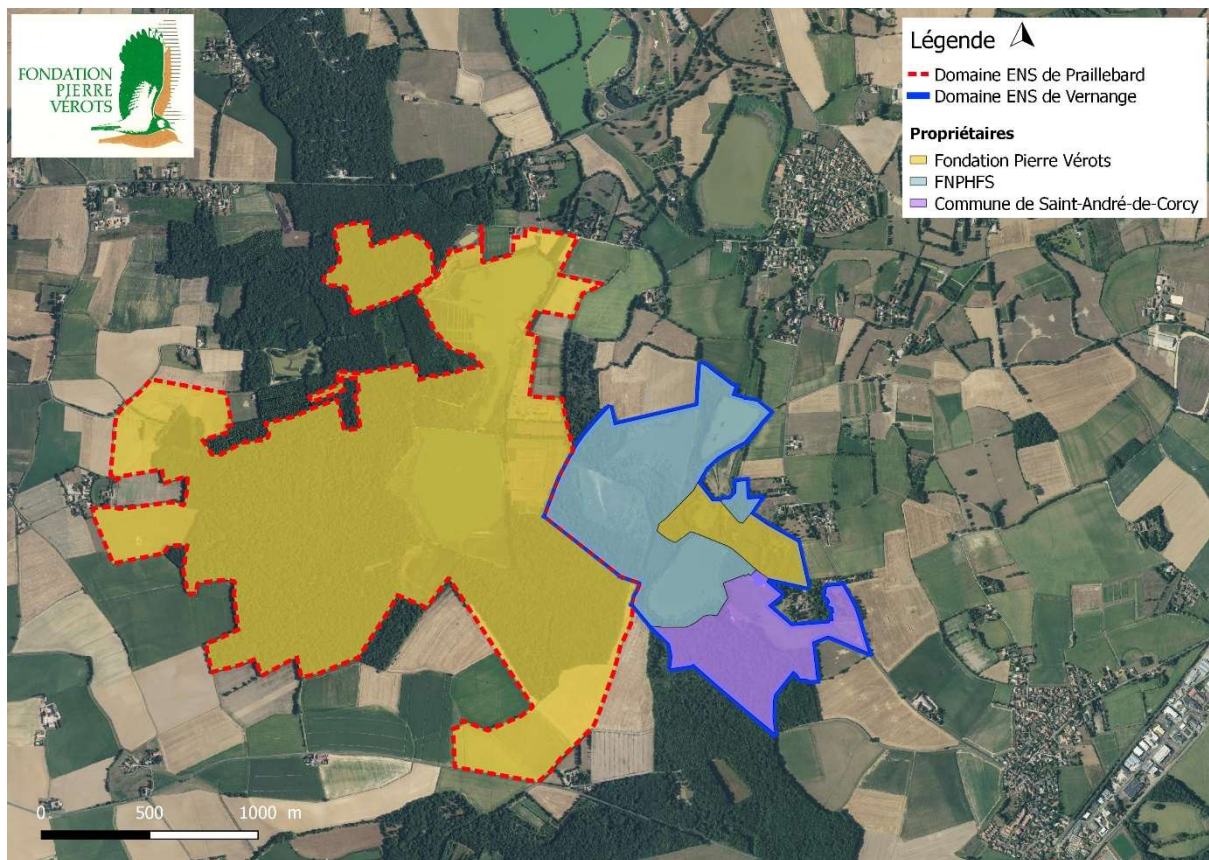 FONDATION
PIERRE
VÉROTS
Légende
Domaine ENS de Praillebard
Domaine ENS de Vernange
Propriétaires
Fondation Pierre Vérots
FNPHFS
Commune de Saint-André-de-Corcy
0 500 1000 m